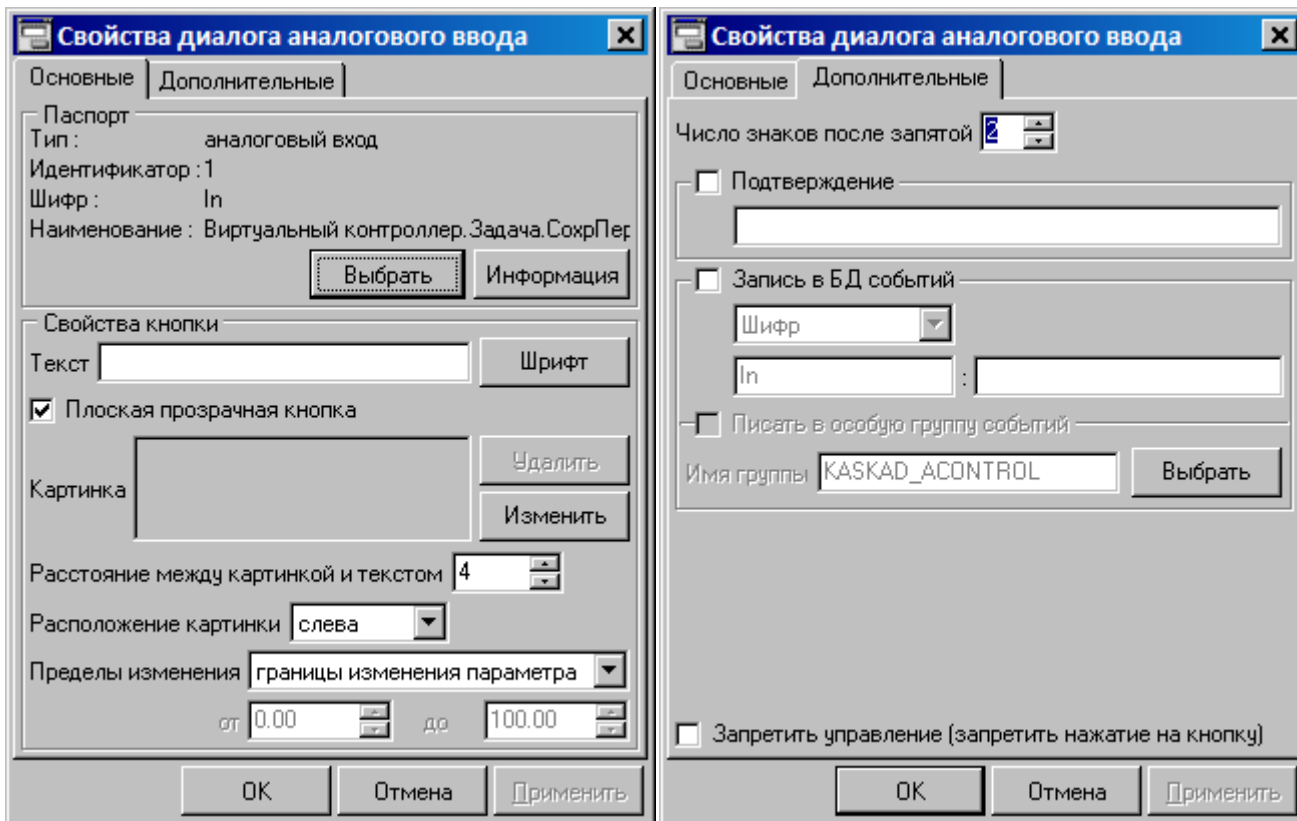 Свойства диалога аналогового ввода
Основные
Дополнительные
Паспорт
Тип : аналоговый вход
Идентификатор : 1
Шифр : In
Наименование : Виртуальный контроллер.Задача.СохрПер
Выбрать
Информация
Свойства кнопки
Текст
Шрифт
Плоская прозрачная кнопка
Картинка
Удалить
Изменить
Расстояние между картинкой и текстом 4
Расположение картинки слева
Пределы изменения границы изменения параметра
от 0.00 до 100.00
ОК
Отмена
Применить
Свойства диалога аналогового ввода
Основные
Дополнительные
Число знаков после запятой 2
Подтверждение
Запись в БД событий
Шифр
In :
Писать в особую группу событий
Имя группы KASKAD_ACONTROL
Выбрать
Запретить управление (запретить нажатие на кнопку)
ОК
Отмена
Применить